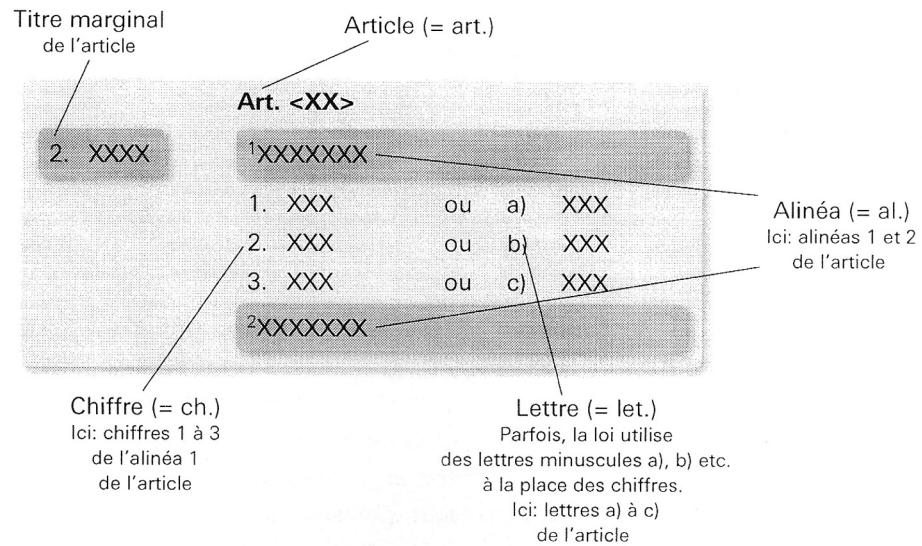 Titre marginal
de l'article
Article (= art.)
Art. <XX>
2. XXXX
¹XXXXXXX
1. XXX ou a) XXX
2. XXX ou b) XXX
3. XXX ou c) XXX
²XXXXXXX
Alinéa (= al.)
Ici: alinéas 1 et 2
de l'article
Chiffre (= ch.)
Ici: chiffres 1 à 3
de l'alinéa 1
de l'article
Lettre (= let.)
Parfois, la loi utilise
des lettres minuscules a), b) etc.
à la place des chiffres.
Ici: lettres a) à c)
de l'article